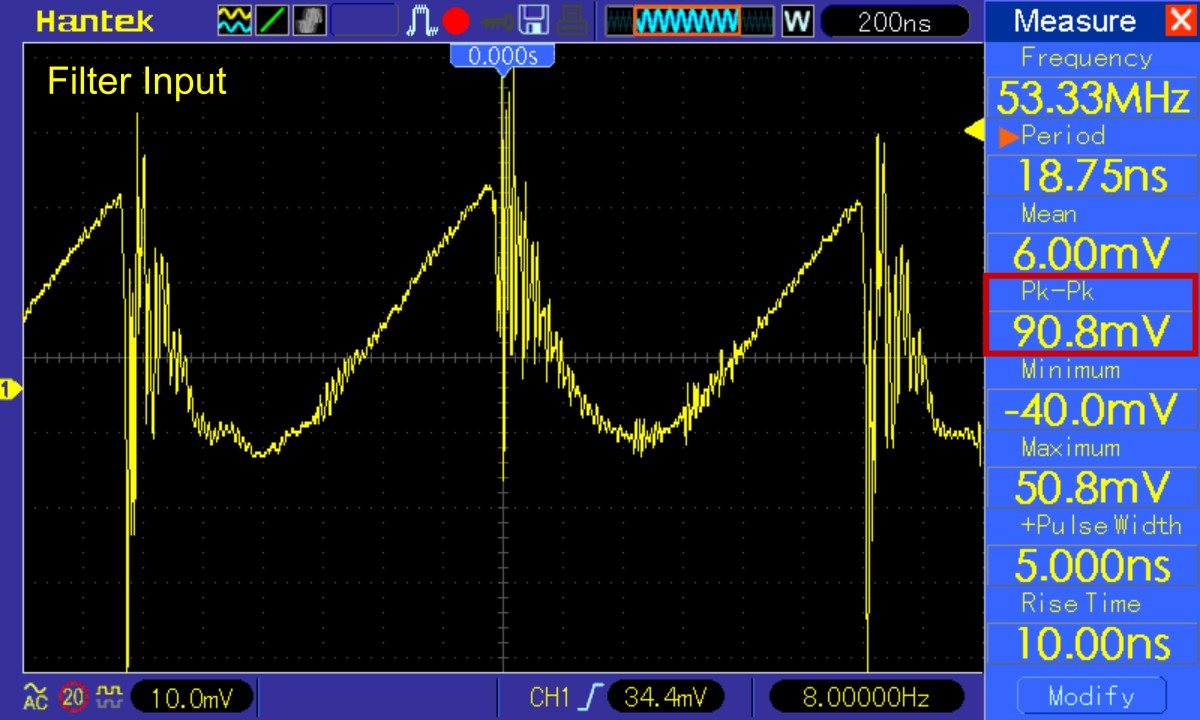 Hantek
W
200ns
Measure
X
0.000s
Filter Input
Frequency
53.33MHz
Period
18.75ns
Mean
6.00mV
Pk-Pk
90.8mV
Minimum
-40.0mV
Maximum
50.8mV
+Pulse Width
5.000ns
Rise Time
10.00ns
Modify
1
AC
20
10.0mV
CH1
34.4mV
8.00000Hz